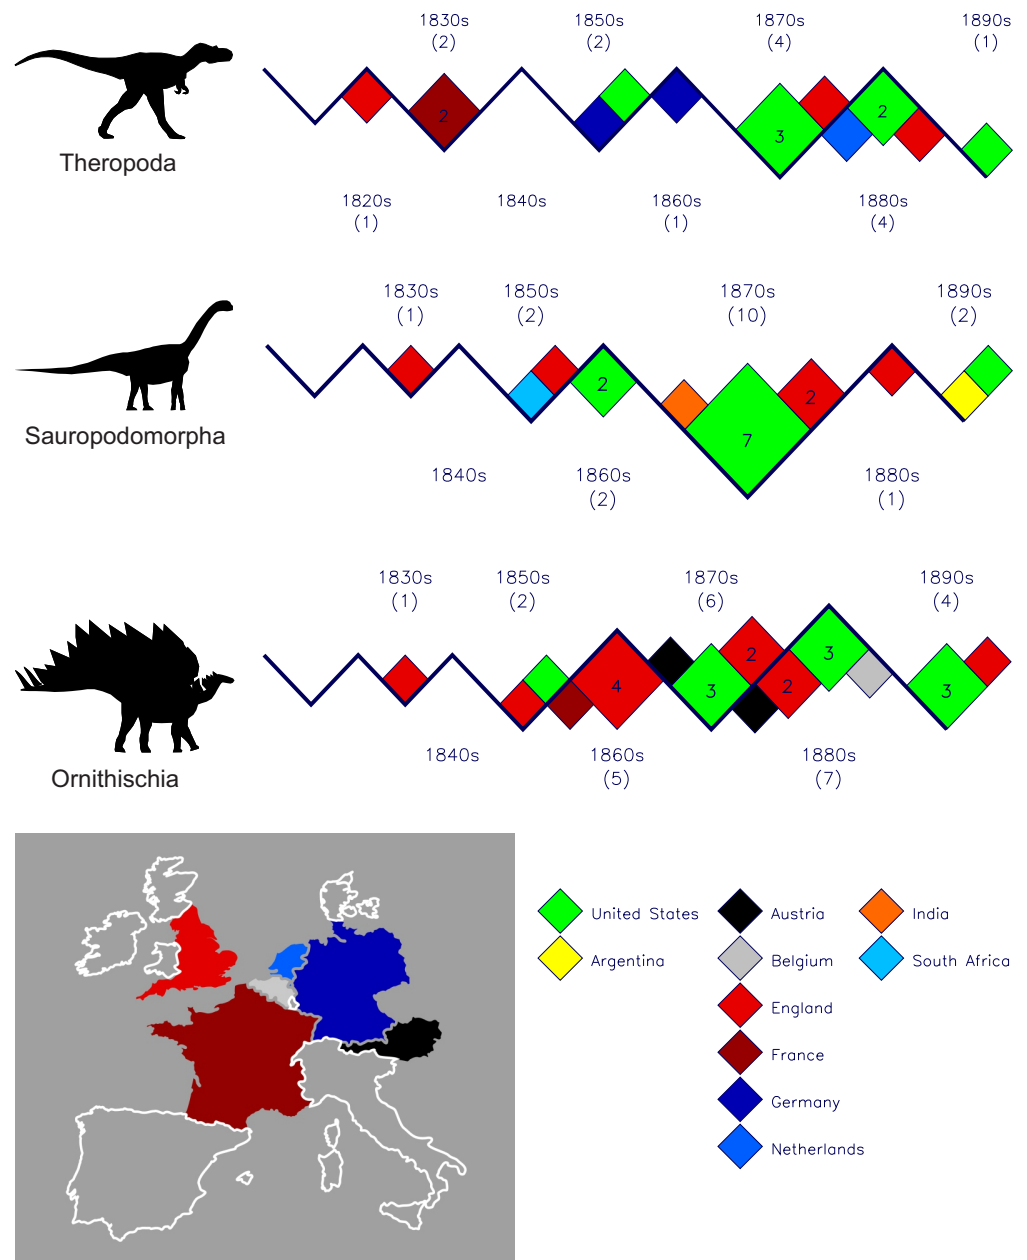 1830s 1850s 1870s 1890s
(2) (2) (4) (1)
2 3 2
Theropoda
1820s 1840s 1860s 1880s
(1) (1) (4)
1830s 1850s 1870s 1890s
(1) (2) (10) (2)
2 7 2
Sauropodomorpha
1840s 1860s 1880s
(2) (1)
1830s 1850s 1870s 1890s
(1) (2) (6) (4)
4 3 2 2 3 3
1840s 1860s 1880s
(5) (7)
Ornithischia
United States Austria India
Argentina Belgium South Africa
England
France
Germany
Netherlands